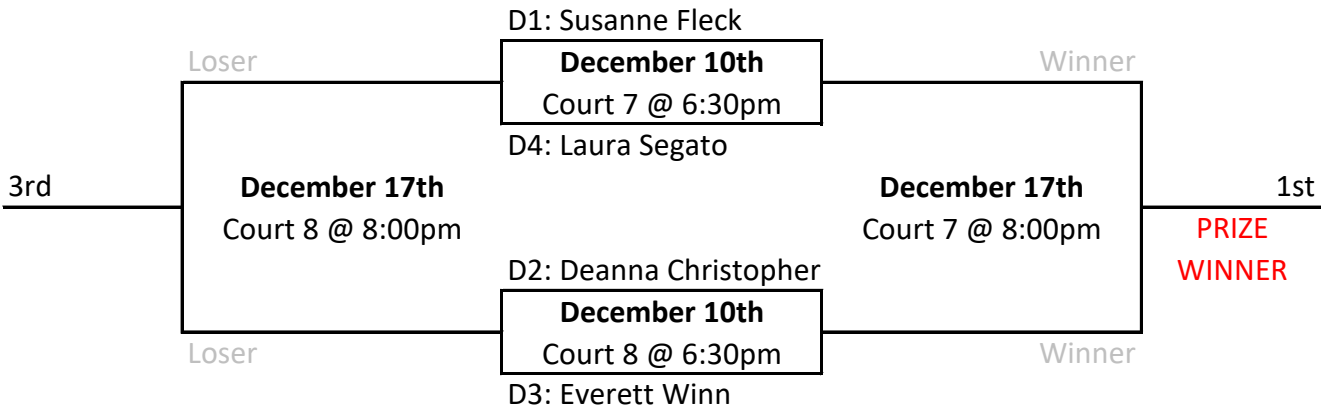 D1: Susanne Fleck
Loser
December 10th
Winner
Court 7 @ 6:30pm
D4: Laura Segato
3rd
December 17th
December 17th
1st
Court 8 @ 8:00pm
Court 7 @ 8:00pm
PRIZE
WINNER
D2: Deanna Christopher
December 10th
Loser
Court 8 @ 6:30pm
Winner
D3: Everett Winn